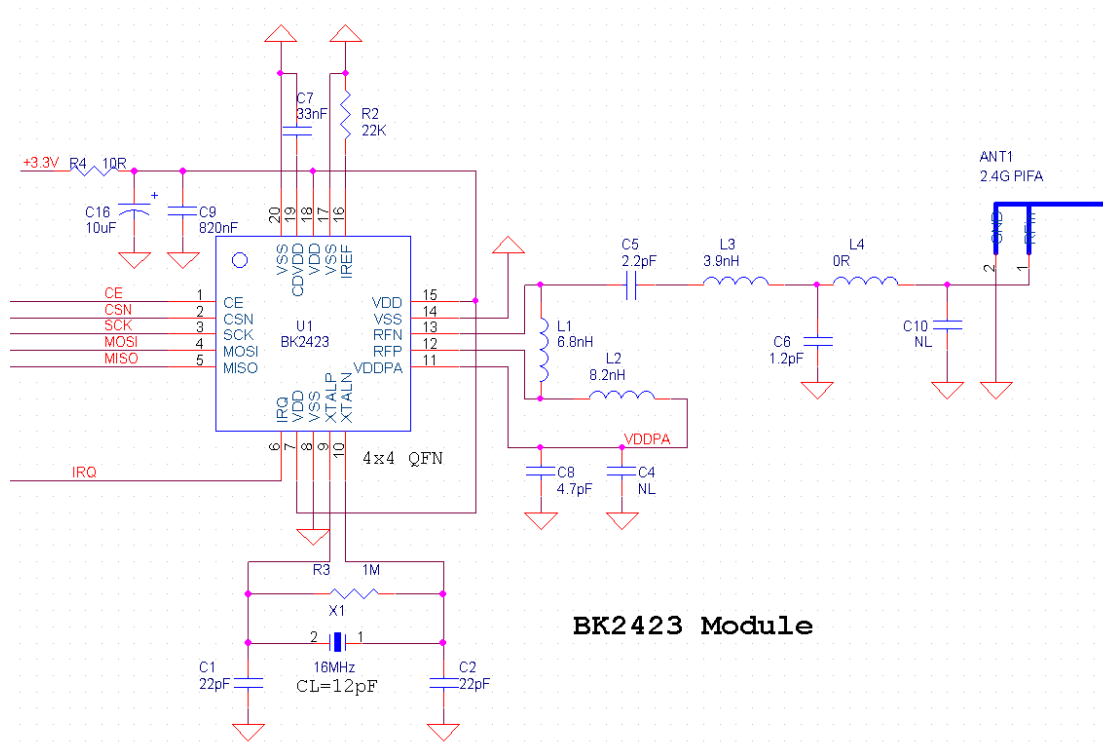 C7
33nF
R2
22K
+3.3V
R4 10R
C16
10uF
+
C9
820nF
20
19
18
17
16
VSS
CDVDD
VDD
VSS
IREF
ANT1
2.4G PIFA
GND
2
1
C5
2.2pF
L3
3.9nH
L4
0R
CE
CSN
SCK
MOSI
MISO
1
2
3
4
5
CE
CSN
SCK
MOSI
MISO
U1
BK2423
VDD
VSS
RFN
RFP
VDDPA
15
14
13
12
11
L1
6.8nH
L2
8.2nH
C6
1.2pF
C10
NL
IRQ
VDD
VSS
XTALP
XTALN
6
7
8
9
10
4x4 QFN
VDDPA
C8
4.7pF
C4
NL
IRQ
R3 1M
X1
2 1
16MHz
CL=12pF
C1
22pF
C2
22pF
BK2423 Module